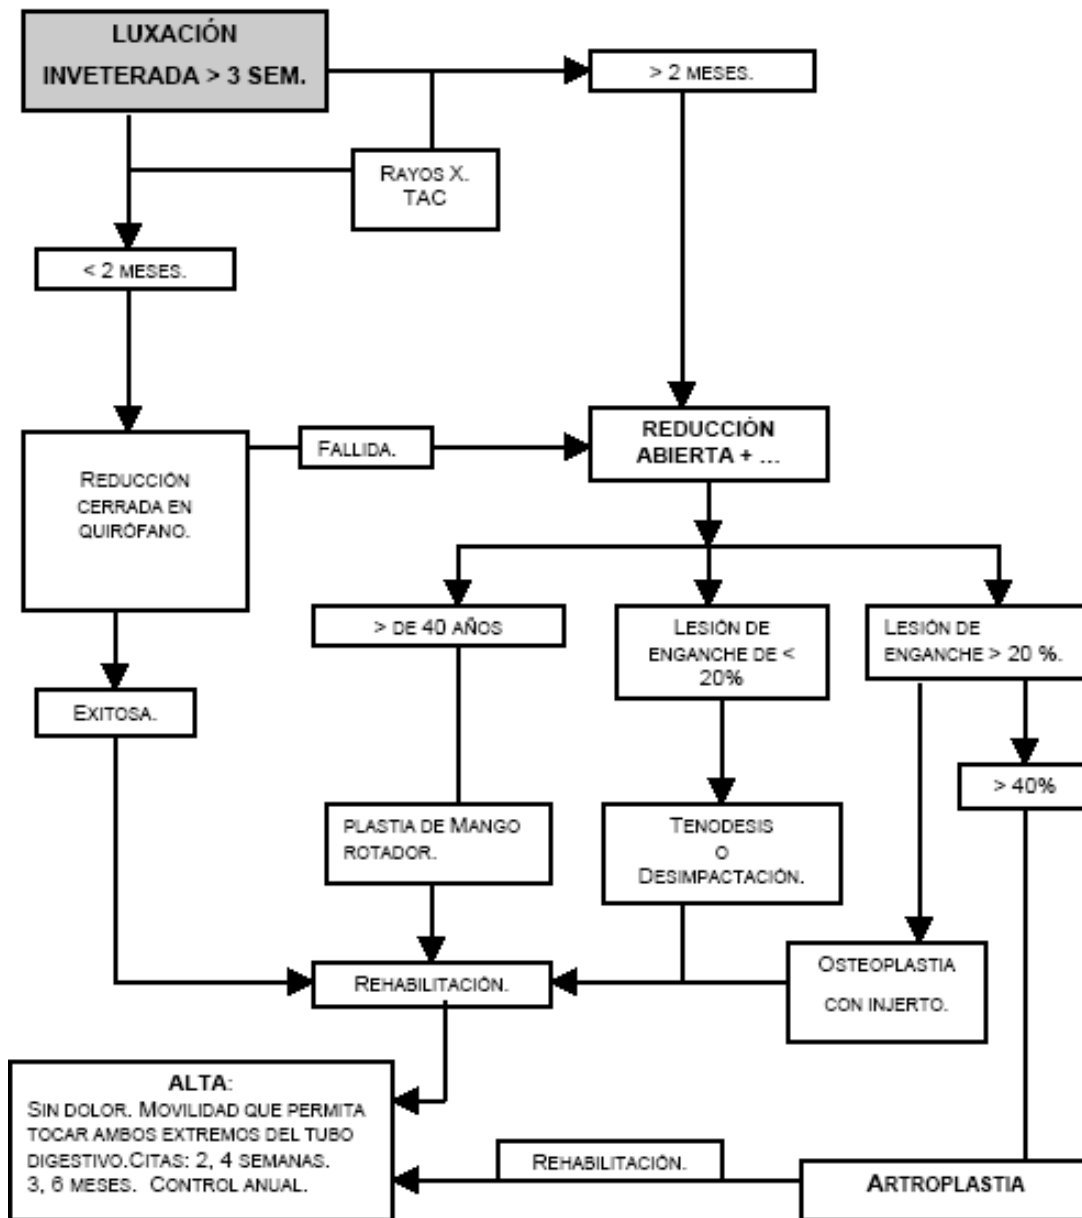 LUXACIÓN
INVETERADA > 3 SEM.
> 2 MESES.
RAYOS X.
TAC
< 2 MESES.
REDUCCIÓN
CERRADA EN
QUIRÓFANO.
FALLIDA.
REDUCCIÓN
ABIERTA + ...
> DE 40 AÑOS
LESIÓN DE
ENGANCHE DE <
20%
LESIÓN DE
ENGANCHE > 20 %.
EXITOSA.
> 40%
PLASTIA DE MANGO
ROTADOR.
TENODESIS
O
DESIMPACTACIÓN.
OSTEOPLASTIA
CON INJERTO.
REHABILITACIÓN.
ALTA:
SIN DOLOR. MOVILIDAD QUE PERMITA
TOCAR AMBOS EXTREMOS DEL TUBO
DIGESTIVO.CITAS: 2, 4 SEMANAS.
3, 6 MESES. CONTROL ANUAL.
REHABILITACIÓN.
ARTROPLASTIA